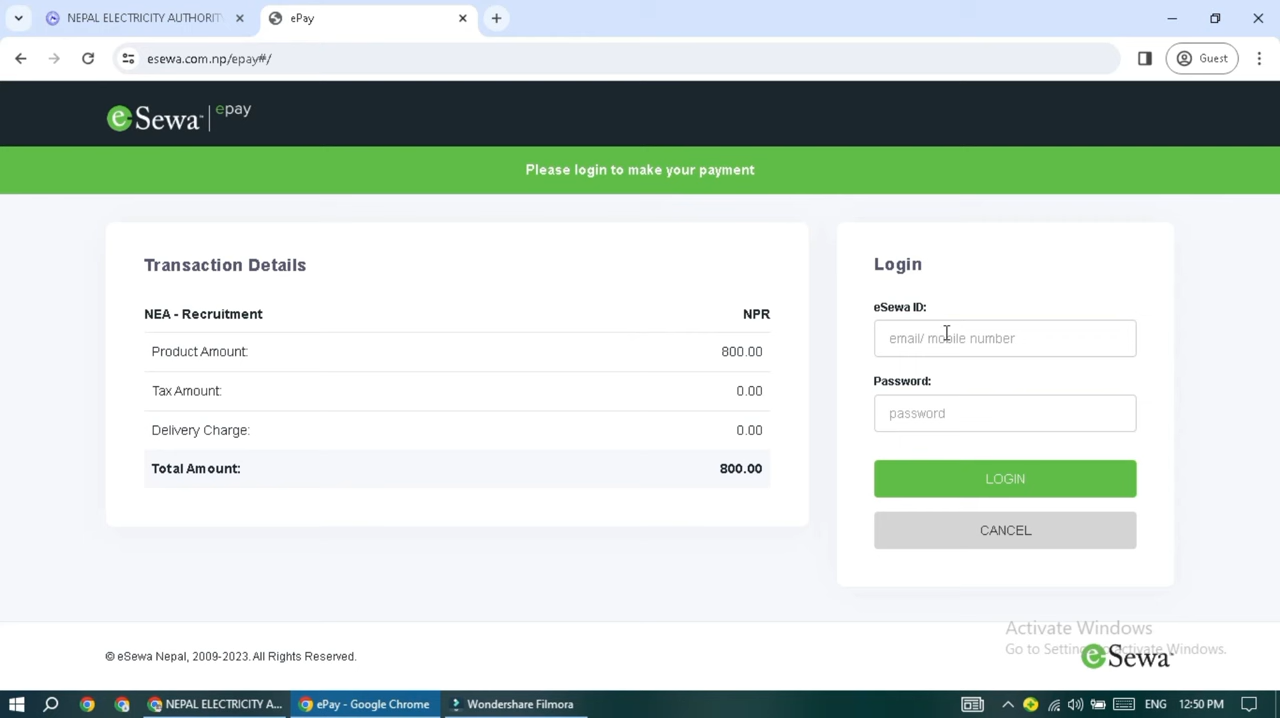 NEPAL ELECTRICITY AUTHORIT
ePay
esewa.com.np/epay#/
Guest
eSewa epay
Please login to make your payment
Transaction Details
NEA - Recruitment NPR
Product Amount: 800.00
Tax Amount: 0.00
Delivery Charge: 0.00
Total Amount: 800.00
Login
eSewa ID:
email/ mobile number
Password:
password
LOGIN
CANCEL
© eSewa Nepal, 2009-2023. All Rights Reserved.
Activate Windows
Go to Settings to activate Windows.
eSewa
NEPAL ELECTRICITY A...
ePay - Google Chrome
Wondershare Filmora
ENG
12:50 PM